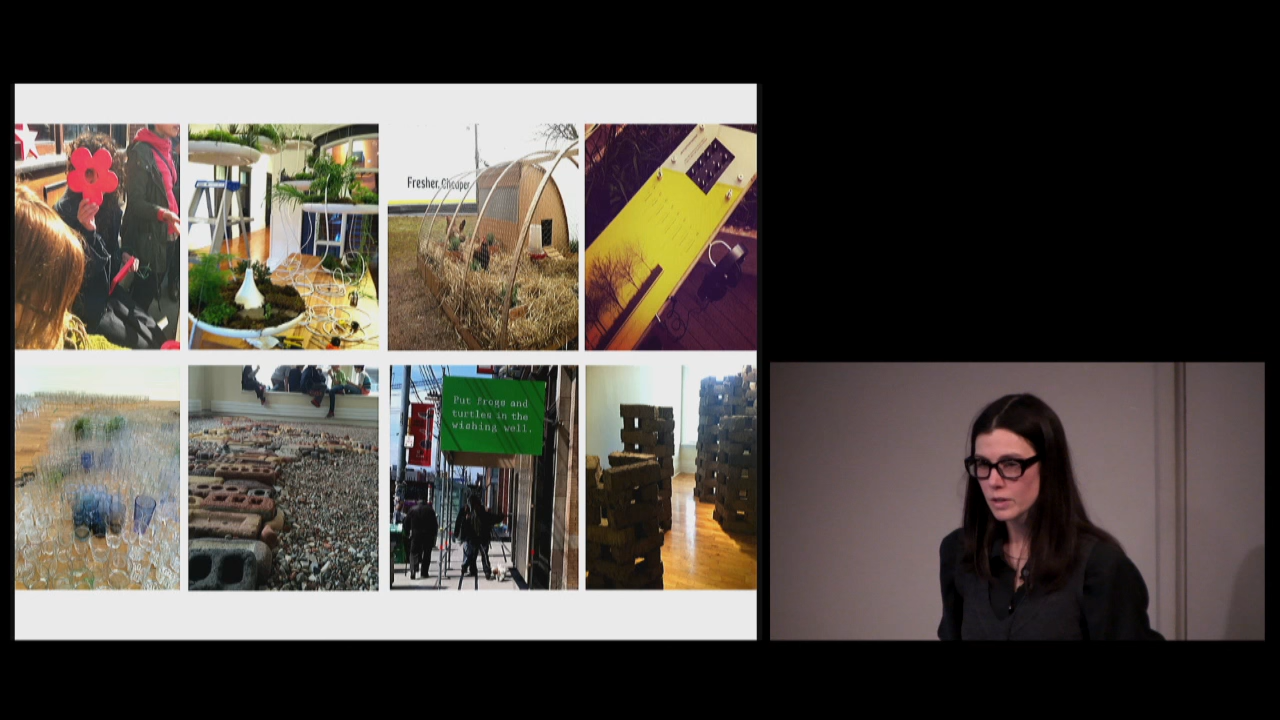 Fresher. Cheaper
Put frogs and
turtles in the
wishing well.